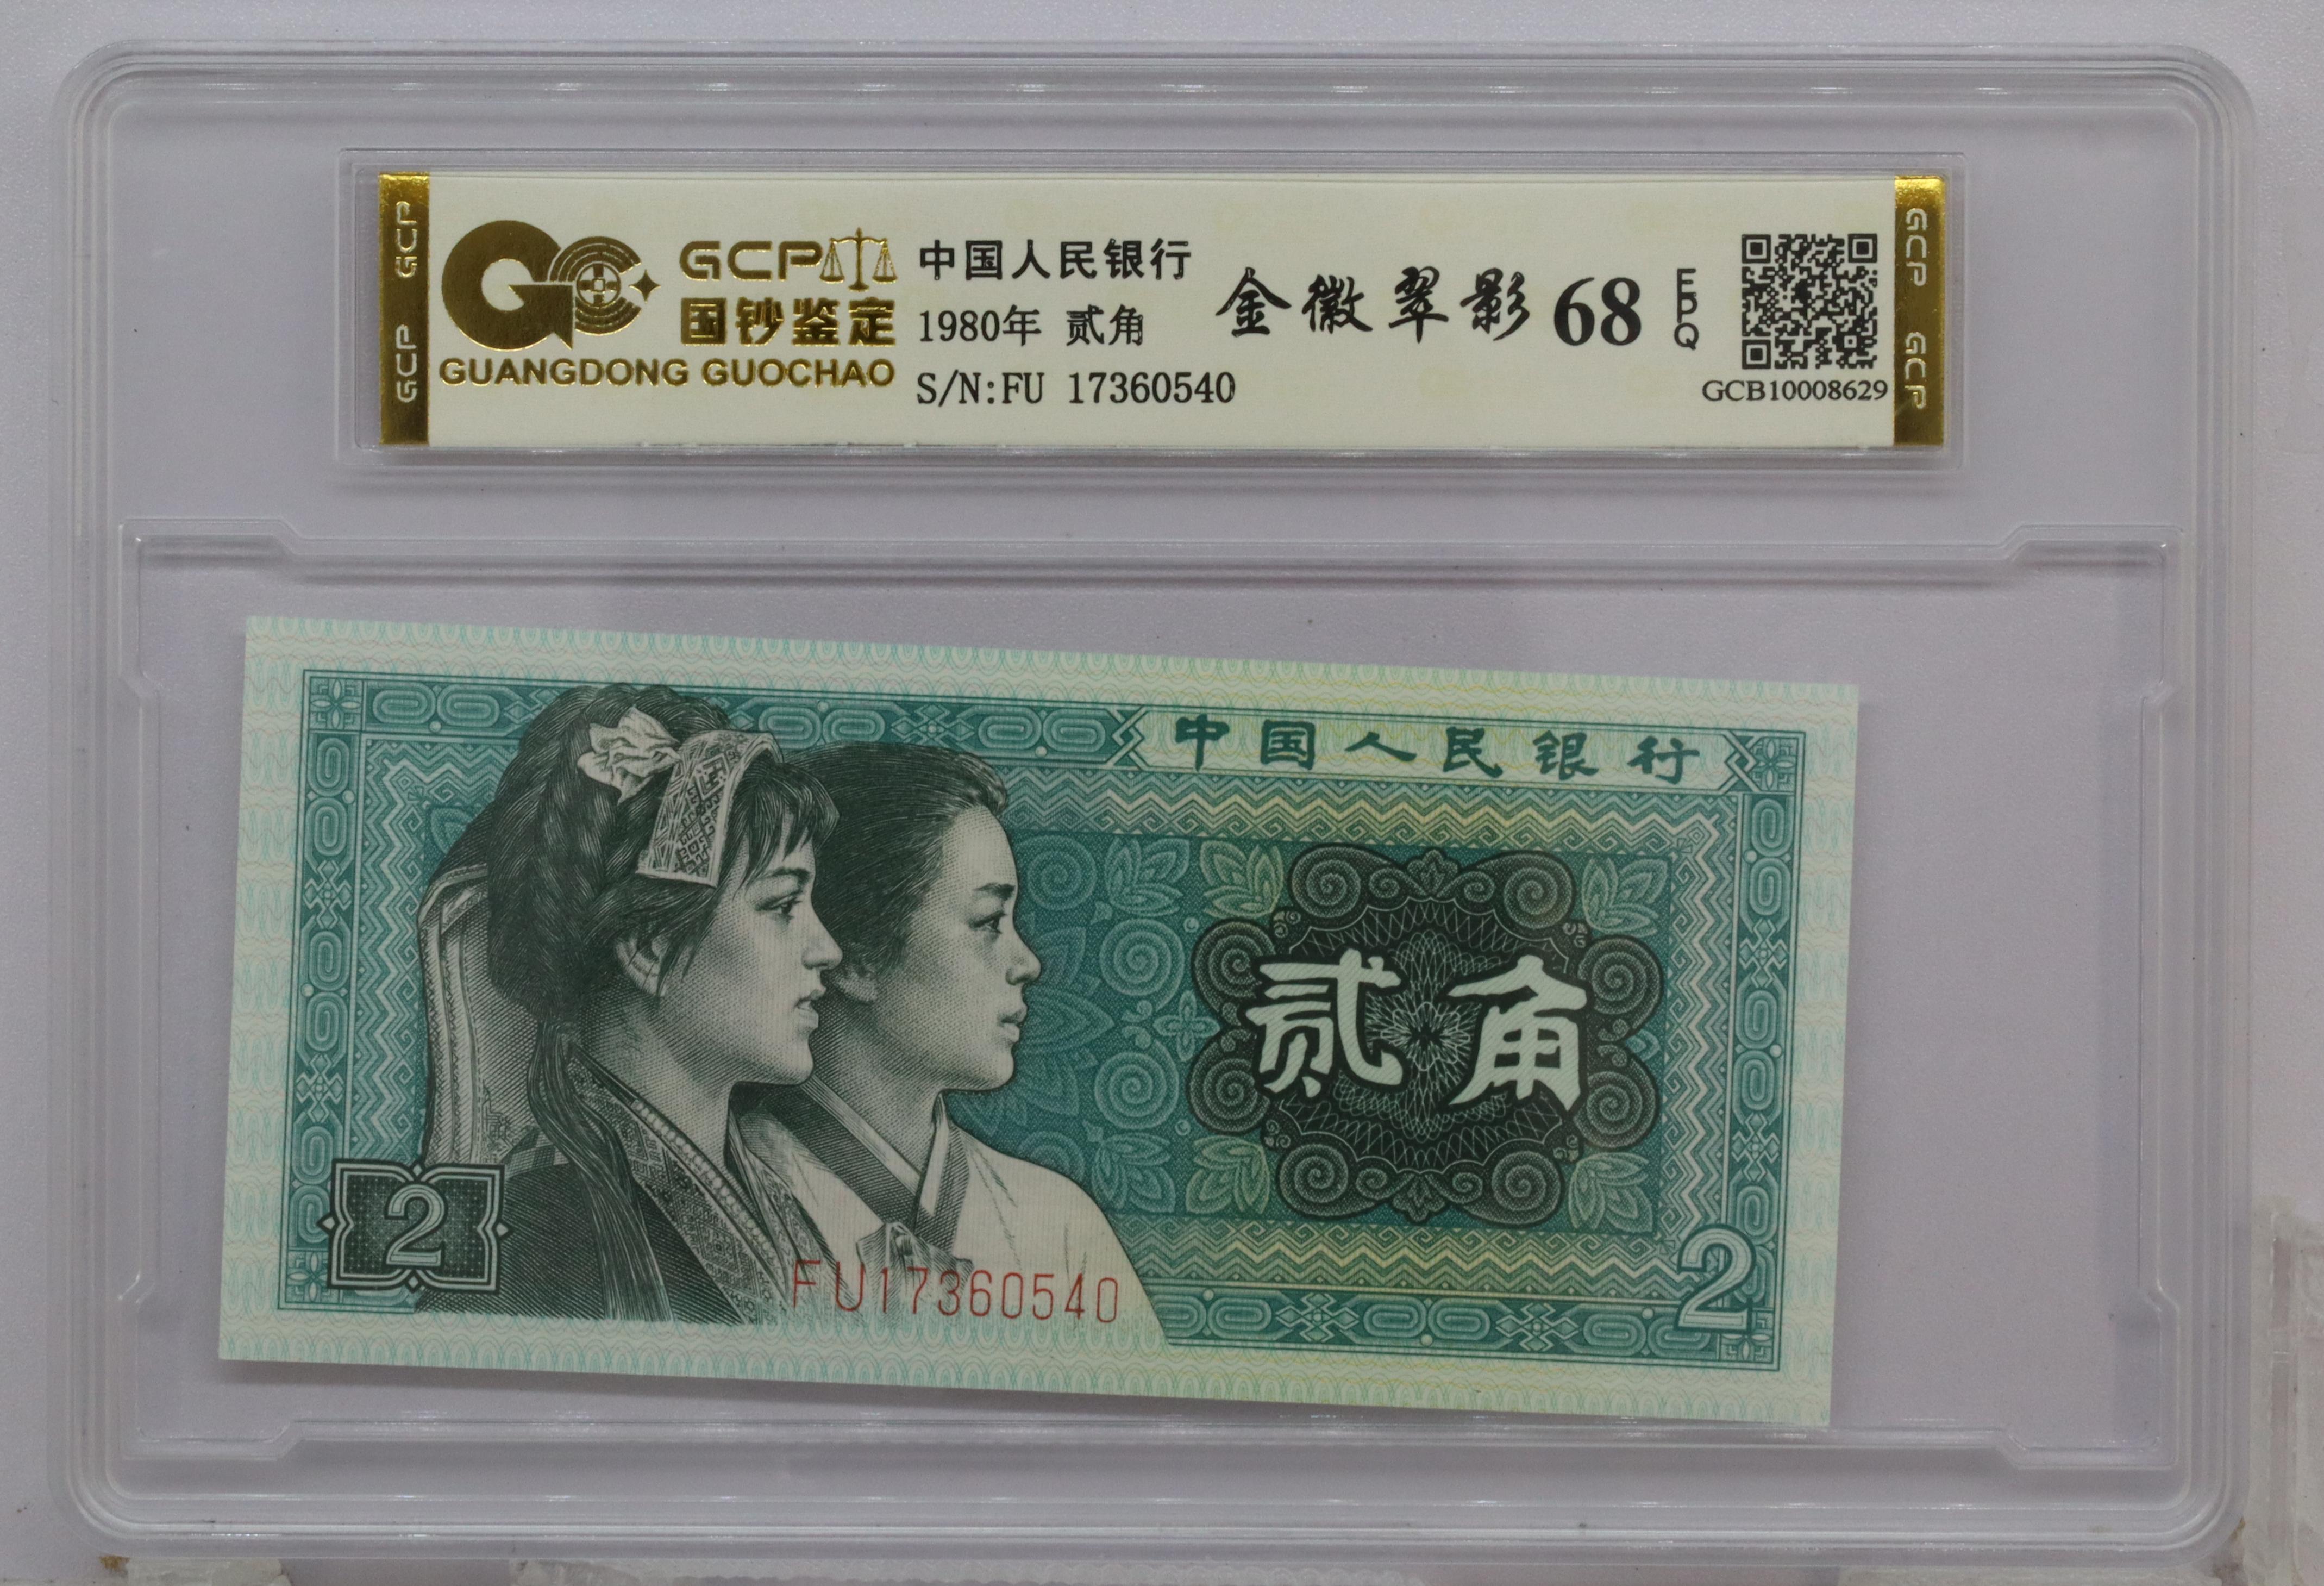 GCP
GCP
GCP
国钞鉴定
GUANGDONG GUOCHAO
中国人民银行
1980年 贰角
S/N:FU 17360540
金徽翠影 68
EPQ
GCB10008629
GCP
GCP
中国人民银行
贰角
2
FU17360540
2